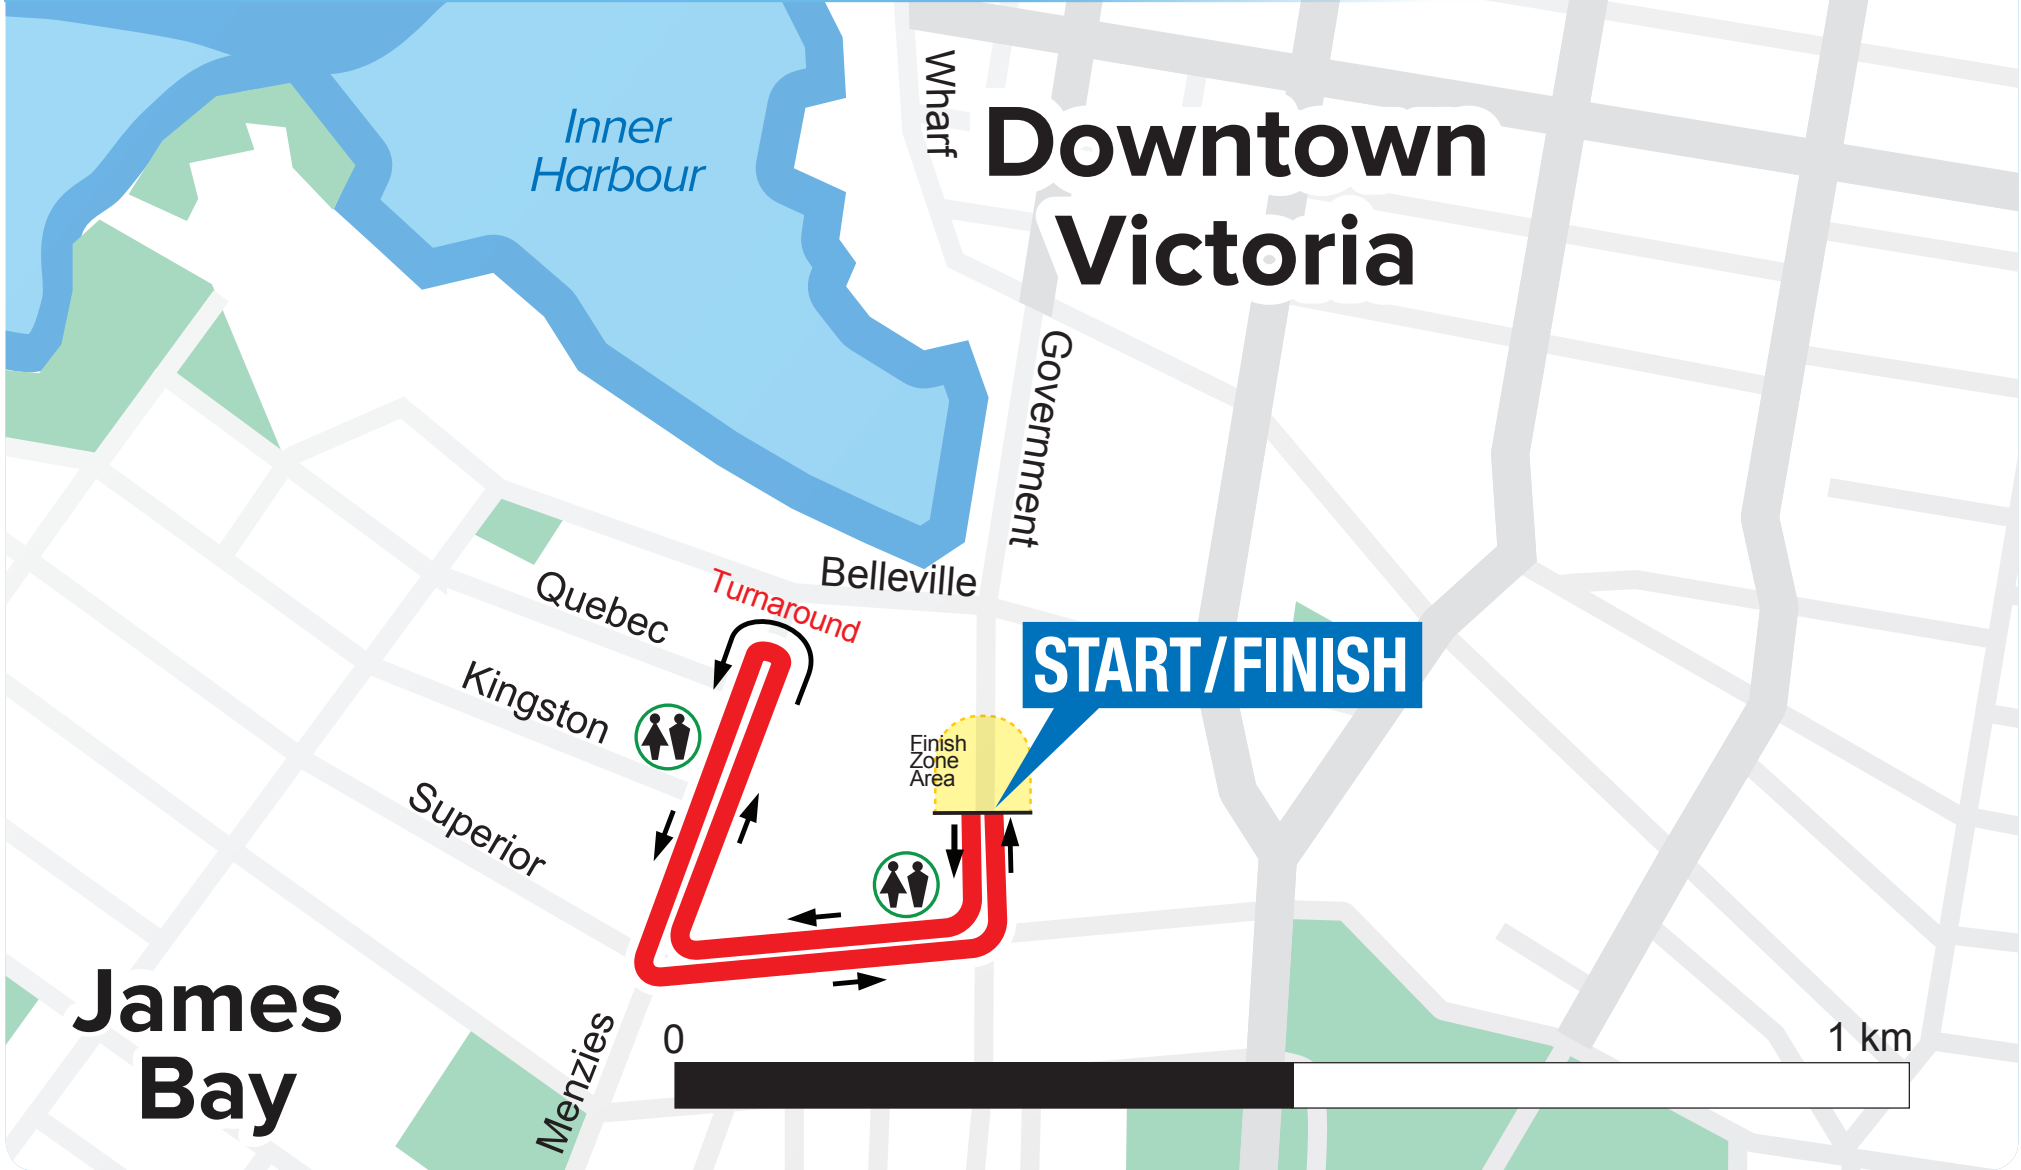 Inner
Harbour
Wharf
Downtown
Victoria
Government
Belleville
Turnaround
Quebec
Kingston
Superior
START/FINISH
Finish
Zone
Area
James
Bay
Menzies
0
1 km